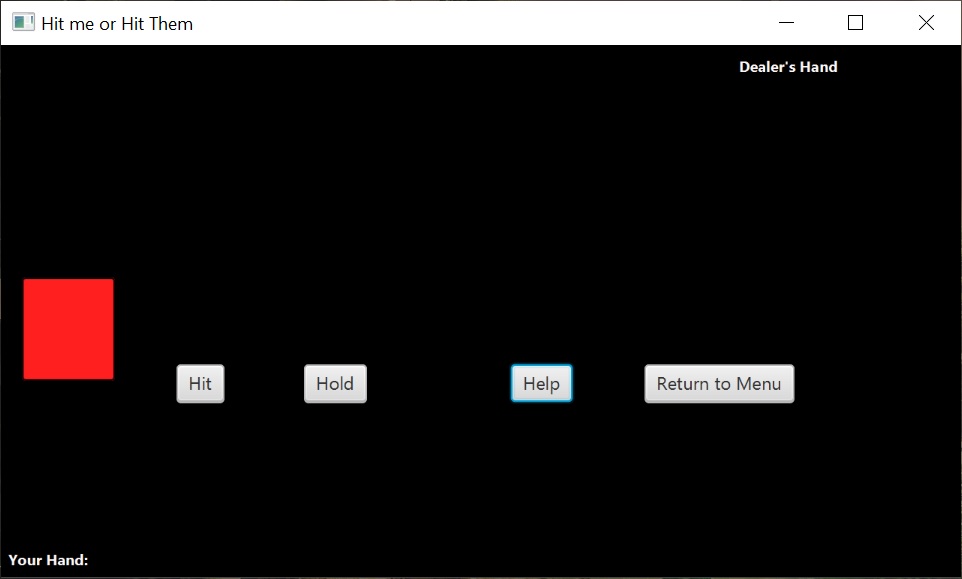 Hit me or Hit Them
Dealer's Hand
Hit
Hold
Help
Return to Menu
Your Hand: